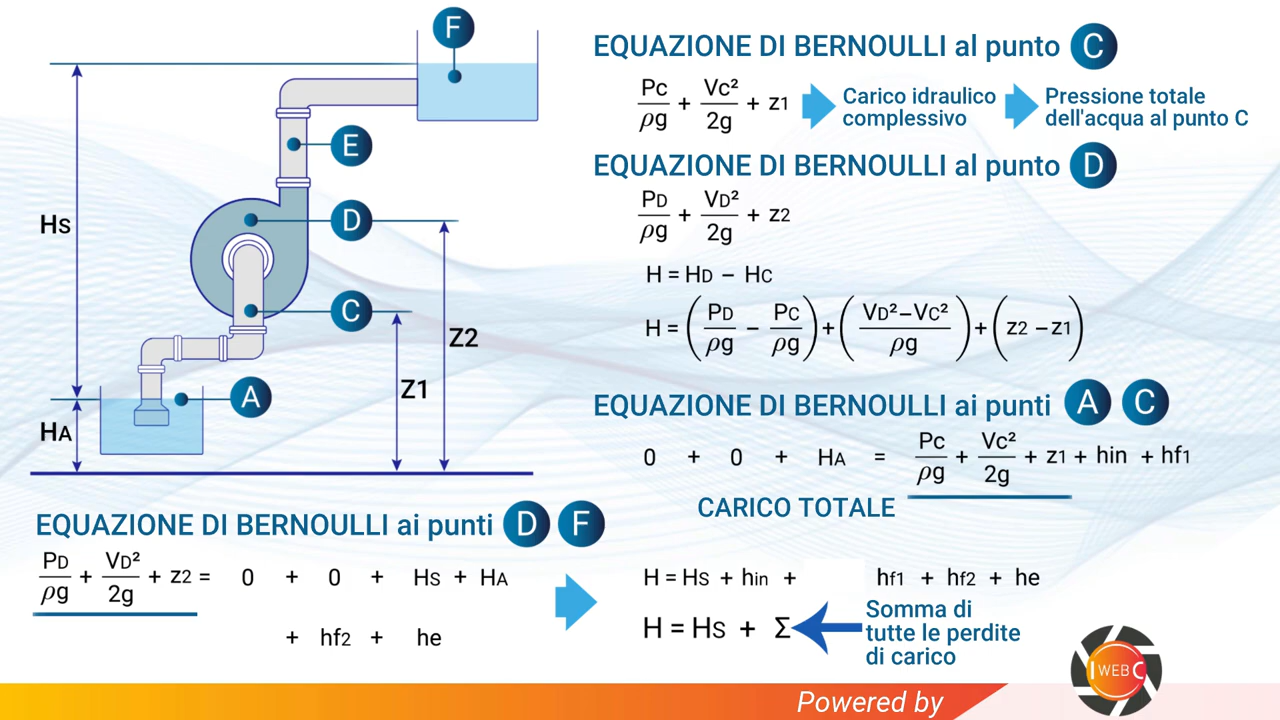 F
E
D
C
A
Hs
HA
Z1
Z2
EQUAZIONE DI BERNOULLI al punto C
Pc/ρg + Vc²/2g + z1
Carico idraulico
complessivo
Pressione totale
dell'acqua al punto C
EQUAZIONE DI BERNOULLI al punto D
PD/ρg + VD²/2g + z2
H = HD − HC
H = (PD/ρg − PC/ρg) + (VD²−VC²/ρg) + (z2 − z1)
EQUAZIONE DI BERNOULLI ai punti A C
0 + 0 + HA = Pc/ρg + Vc²/2g + z1 + hin + hf1
CARICO TOTALE
EQUAZIONE DI BERNOULLI ai punti D F
PD/ρg + VD²/2g + z2 = 0 + 0 + HS + HA
+ hf2 + he
H = HS + hin + hf1 + hf2 + he
H = HS + Σ
Somma di
tutte le perdite
di carico
Powered by
I WEB C